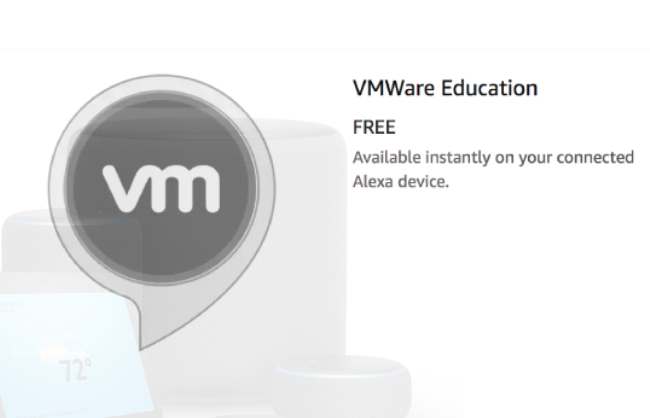 VMWare Education
FREE
Available instantly on your connected
Alexa device.
vm
72°